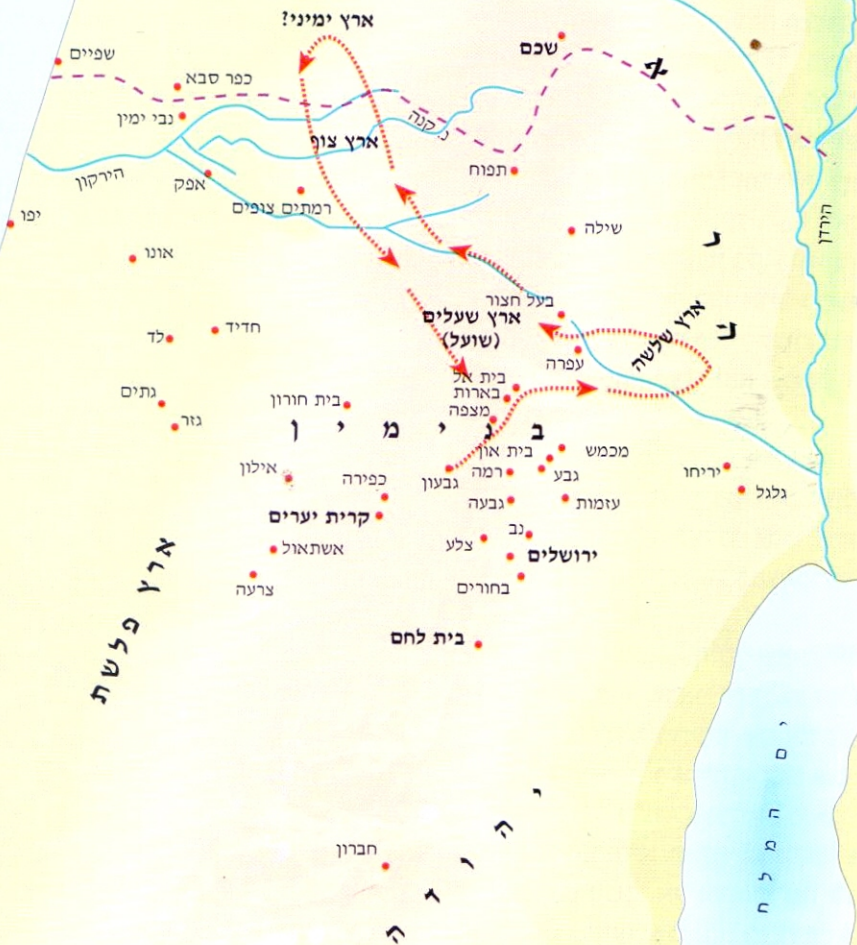 ארץ ימיני?
שכם
שפיים
כפר סבא
נבי ימין
נ. קנה
ארץ צוף
תפוח
הירקון
אפק
רמתים צופים
יפו
שילה
הירדן
אונו
בעל חצור
ארץ שעלים
(שועל)
ארץ שלשה
חדיד
לד
עפרה
בית אל
גתים
בית חורון
בארות
מצפה
גזר
בנימין
בית און
מכמש
אילון
כפירה
גבעון
רמה
גבע
יריחו
גלגל
קרית יערים
גבעה
עזמות
אשתאול
צלע
נב
ירושלים
צרעה
בחורים
ארץ פלשת
בית לחם
ים המלח
יהודה
חברון